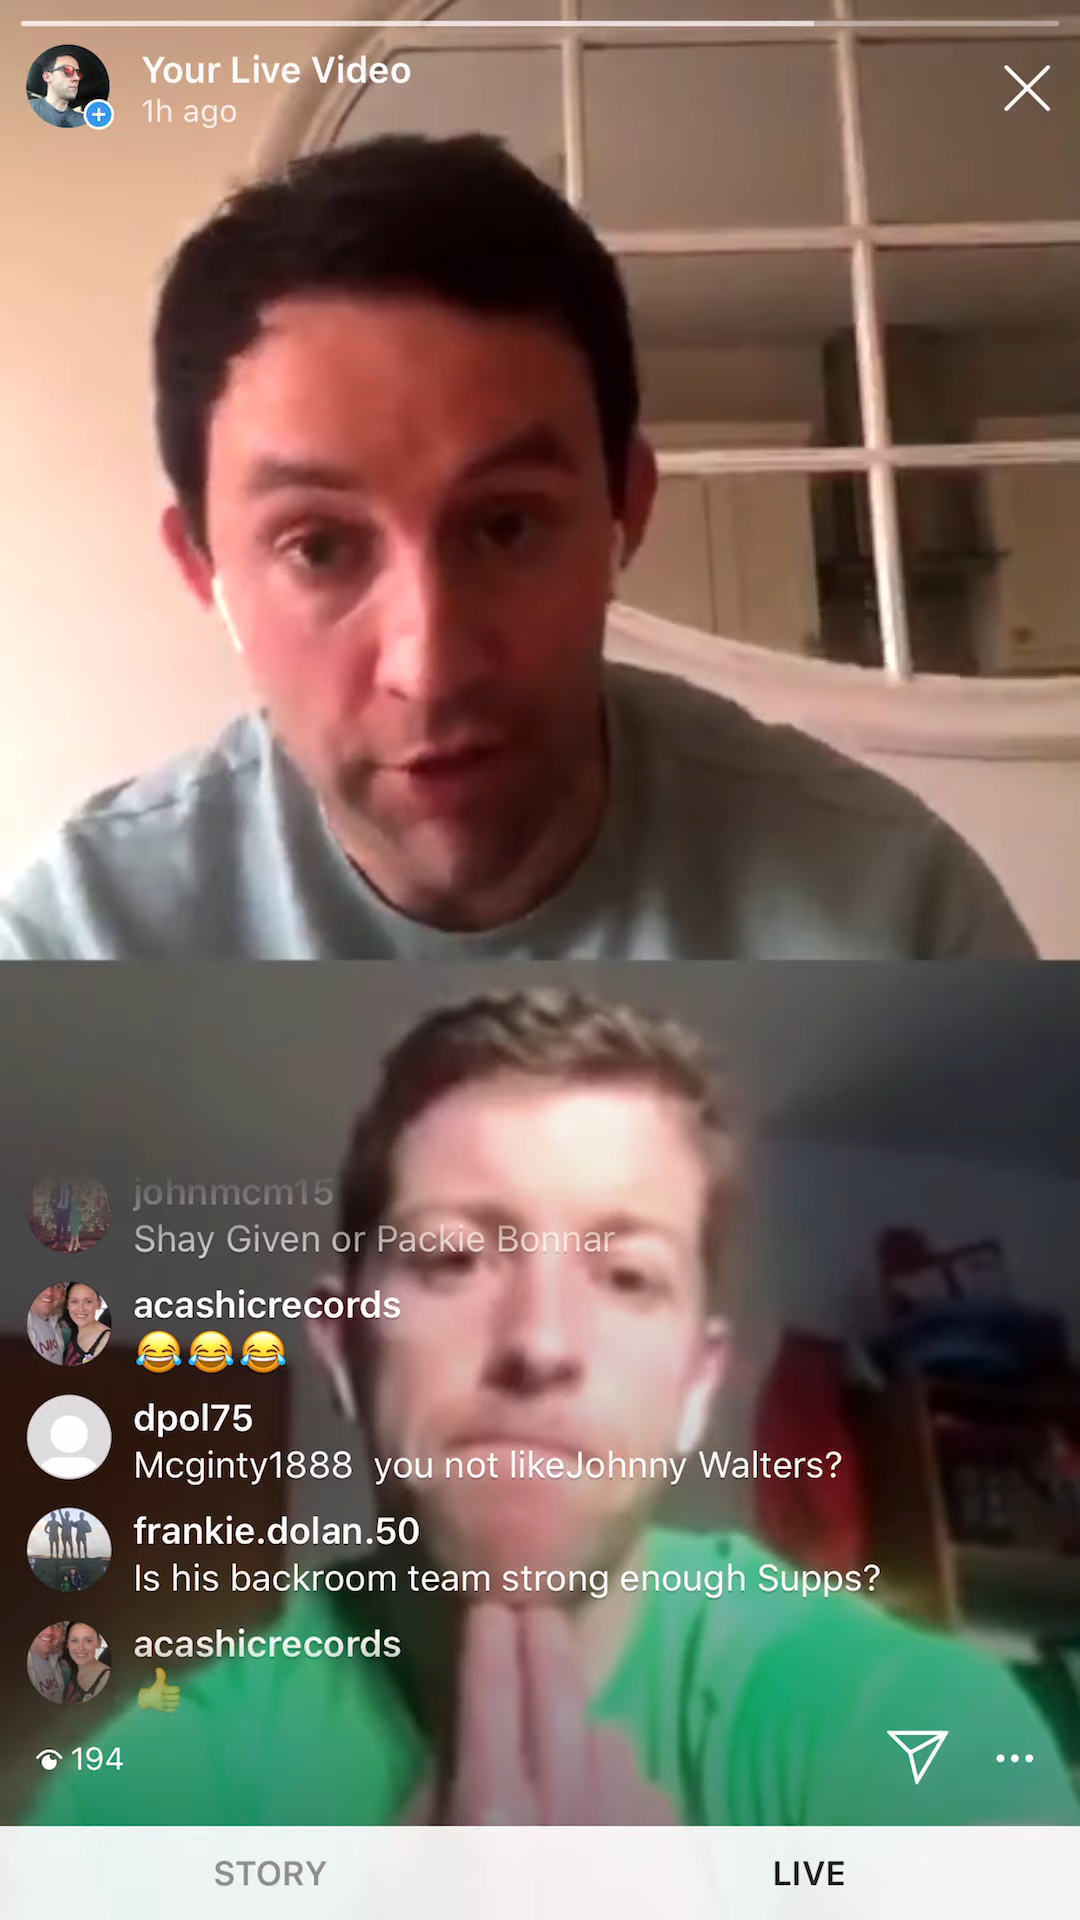 Your Live Video
1h ago
johnmcm15
Shay Given or Packie Bonnar
acashicrecords
😂😂😂
dpol75
Mcginty1888  you not likeJohnny Walters?
frankie.dolan.50
Is his backroom team strong enough Supps?
acashicrecords
👍
194
STORY
LIVE